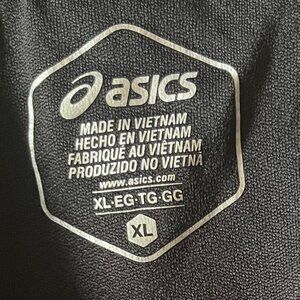 asics
MADE IN VIETNAM
HECHO EN VIETNAM
FABRIQUÉ AU VIÊTNAM
PRODUZIDO NO VIETNÃ
www.asics.com
XL·EG·TG·GG
XL